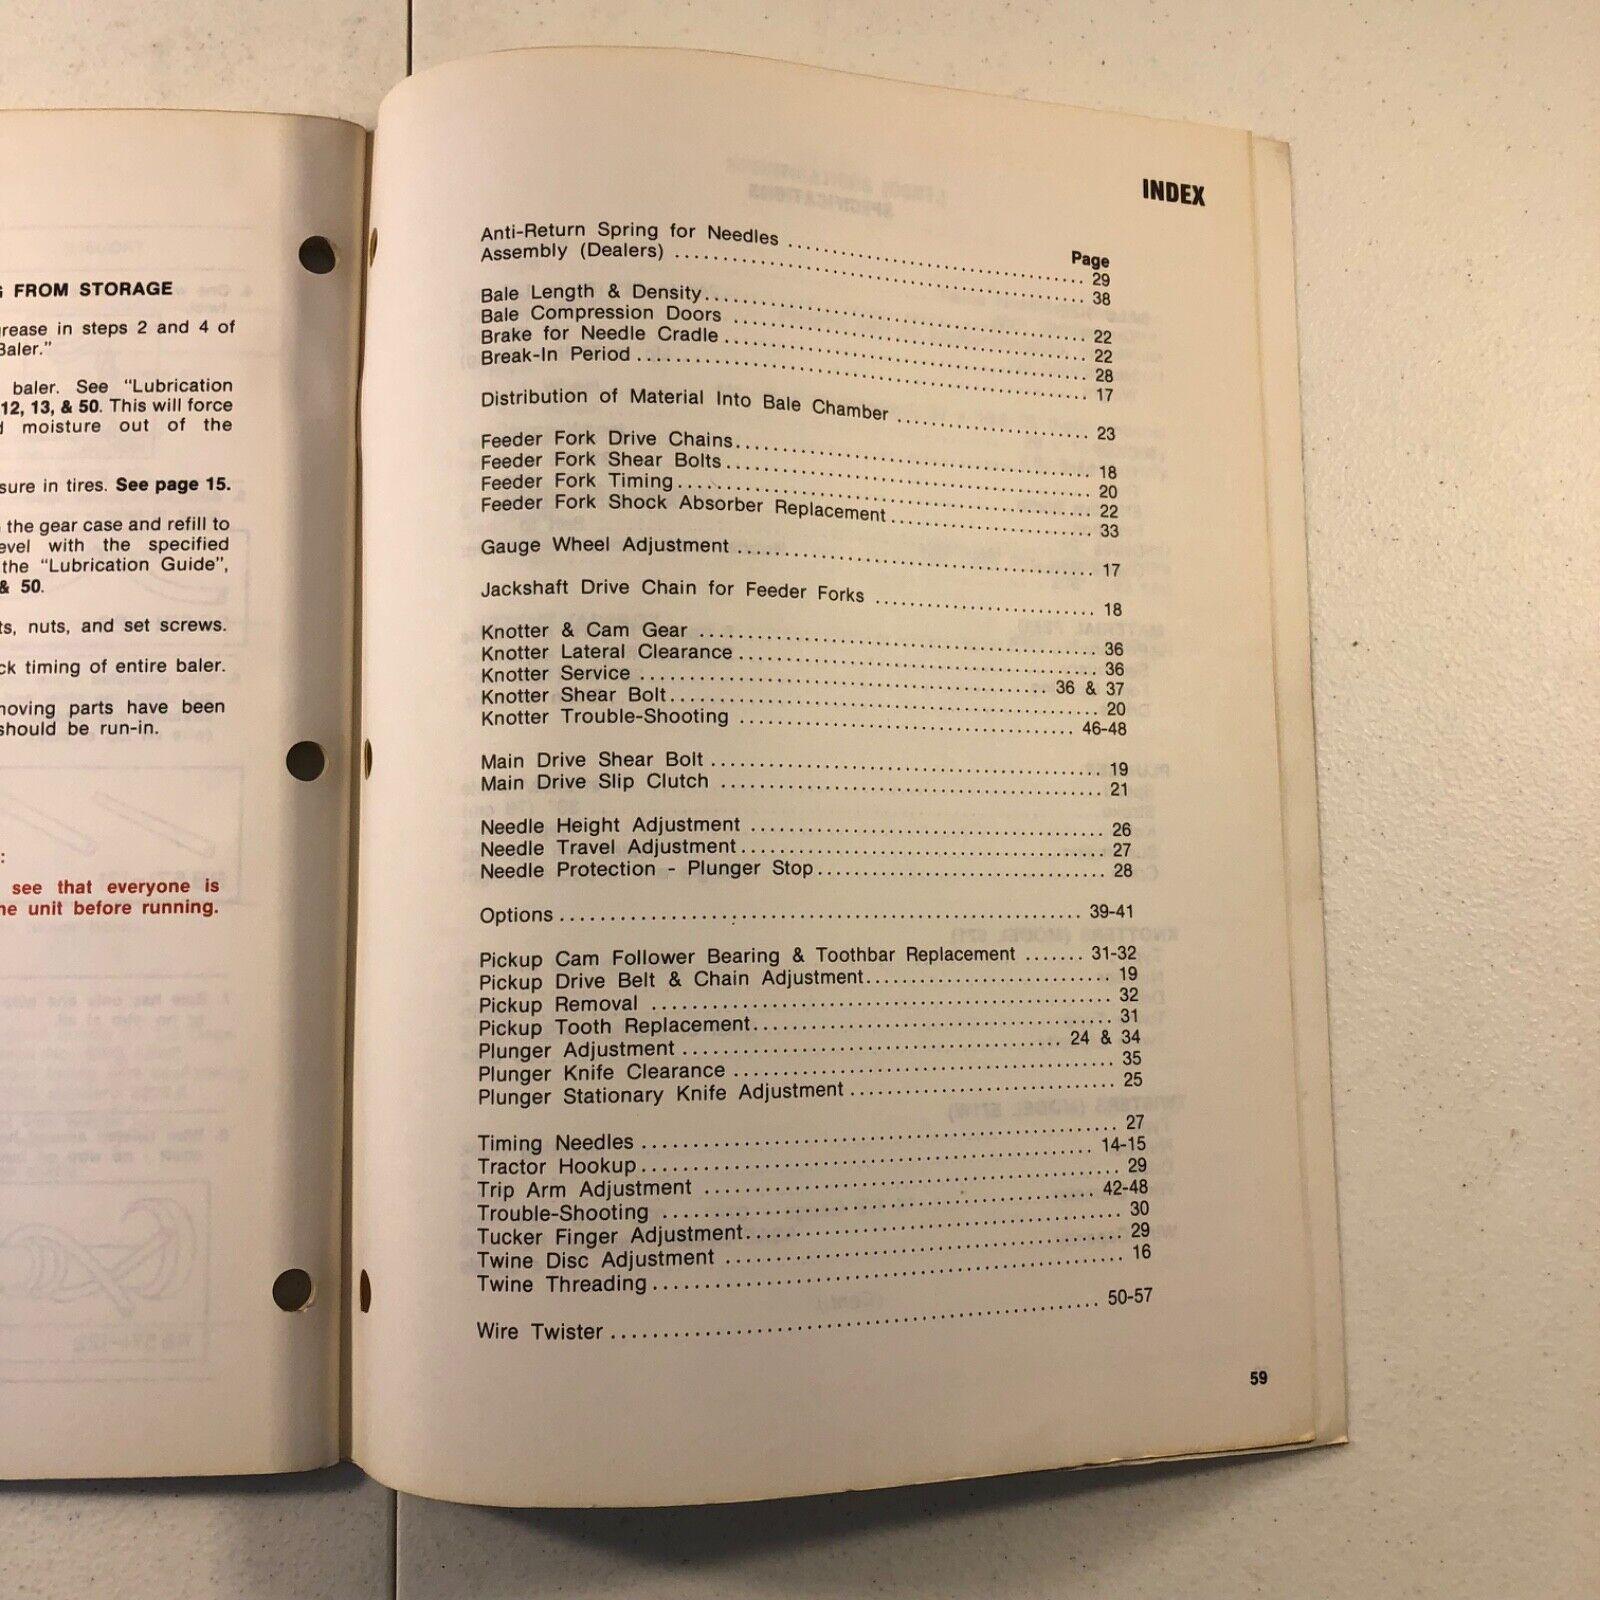 G FROM STORAGE
grease in steps 2 and 4 of
Baler."
baler. See "Lubrication
12, 13, & 50. This will force
moisture out of the
sure in tires. See page 15.
the gear case and refill to
level with the specified
the "Lubrication Guide",
& 50.
ts, nuts, and set screws.
ck timing of entire baler.
moving parts have been
should be run-in.
:
see that everyone is
he unit before running.
INDEX
Page
Anti-Return Spring for Needles ........ 29
Assembly (Dealers) ........ 38
Bale Length & Density ........ 22
Bale Compression Doors ........ 22
Brake for Needle Cradle ........ 28
Break-In Period ........ 17
Distribution of Material Into Bale Chamber ........ 23
Feeder Fork Drive Chains ........ 18
Feeder Fork Shear Bolts ........ 20
Feeder Fork Timing ........ 22
Feeder Fork Shock Absorber Replacement ........ 33
Gauge Wheel Adjustment ........ 17
Jackshaft Drive Chain for Feeder Forks ........ 18
Knotter & Cam Gear ........ 36
Knotter Lateral Clearance ........ 36
Knotter Service ........ 36 & 37
Knotter Shear Bolt ........ 20
Knotter Trouble-Shooting ........ 46-48
Main Drive Shear Bolt ........ 19
Main Drive Slip Clutch ........ 21
Needle Height Adjustment ........ 26
Needle Travel Adjustment ........ 27
Needle Protection - Plunger Stop ........ 28
Options ........ 39-41
Pickup Cam Follower Bearing & Toothbar Replacement ....... 31-32
Pickup Drive Belt & Chain Adjustment ........ 19
Pickup Removal ........ 32
Pickup Tooth Replacement ........ 31
Plunger Adjustment ........ 24 & 34
Plunger Knife Clearance ........ 35
Plunger Stationary Knife Adjustment ........ 25
Timing Needles ........ 27
Tractor Hookup ........ 14-15
Trip Arm Adjustment ........ 29
Trouble-Shooting ........ 42-48
Tucker Finger Adjustment ........ 30
Twine Disc Adjustment ........ 29
Twine Threading ........ 16
Wire Twister ........ 50-57
59